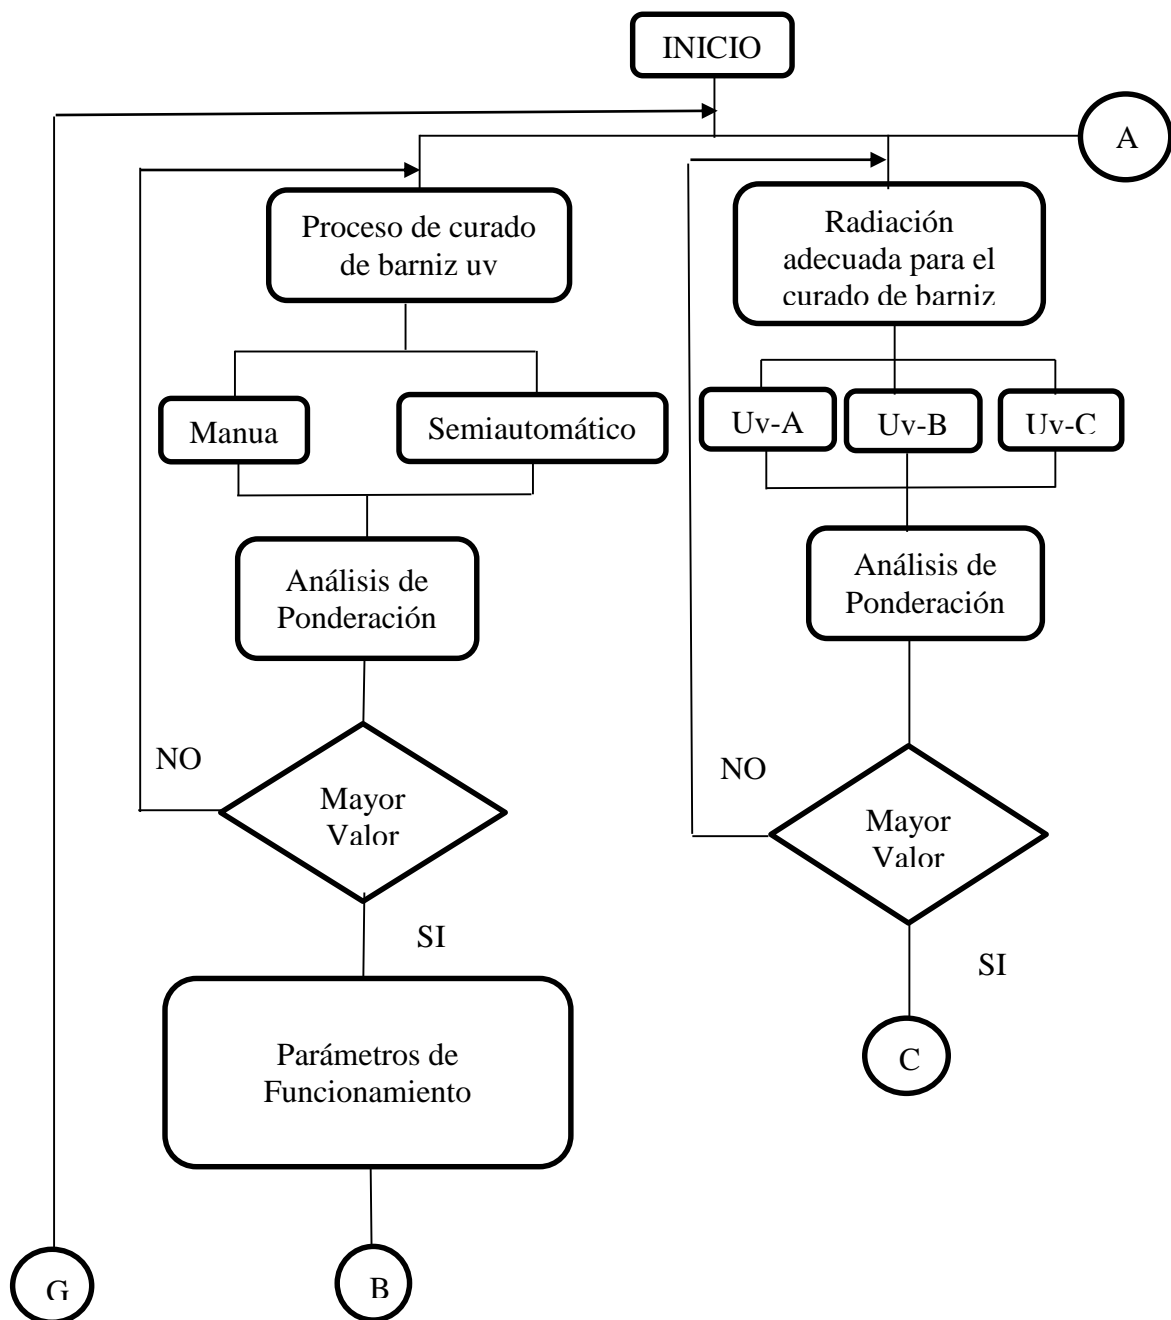 INICIO
A
Proceso de curado
de barniz uv
Radiación
adecuada para el
curado de barniz
Manua
Semiautomático
Uv-A
Uv-B
Uv-C
Análisis de
Ponderación
Análisis de
Ponderación
NO
Mayor
Valor
NO
Mayor
Valor
SI
SI
Parámetros de
Funcionamiento
C
G
B